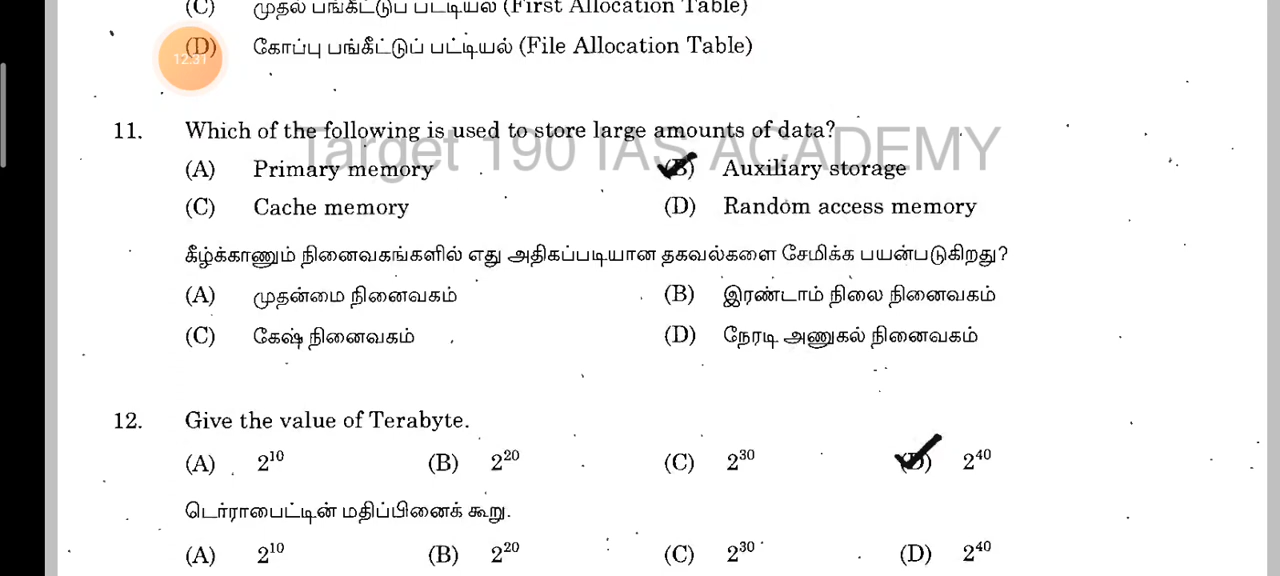 (C) முதல் பங்கீட்டுப் பட்டியல் (First Allocation Table)
(D) கோப்பு பங்கீட்டுப் பட்டியல் (File Allocation Table)
12:31
11. Which of the following is used to store large amounts of data?
Target 190 IAS ACADEMY
(A) Primary memory (B) Auxiliary storage
(C) Cache memory (D) Random access memory
கீழ்க்காணும் நினைவகங்களில் எது அதிகப்படியான தகவல்களை சேமிக்க பயன்படுகிறது?
(A) முதன்மை நினைவகம் (B) இரண்டாம் நிலை நினைவகம்
(C) கேஷ் நினைவகம் (D) நேரடி அணுகல் நினைவகம்
12. Give the value of Terabyte.
(A) 2¹⁰ (B) 2²⁰ (C) 2³⁰ (D) 2⁴⁰
டெர்ராபைட்டின் மதிப்பினைக் கூறு.
(A) 2¹⁰ (B) 2²⁰ (C) 2³⁰ (D) 2⁴⁰